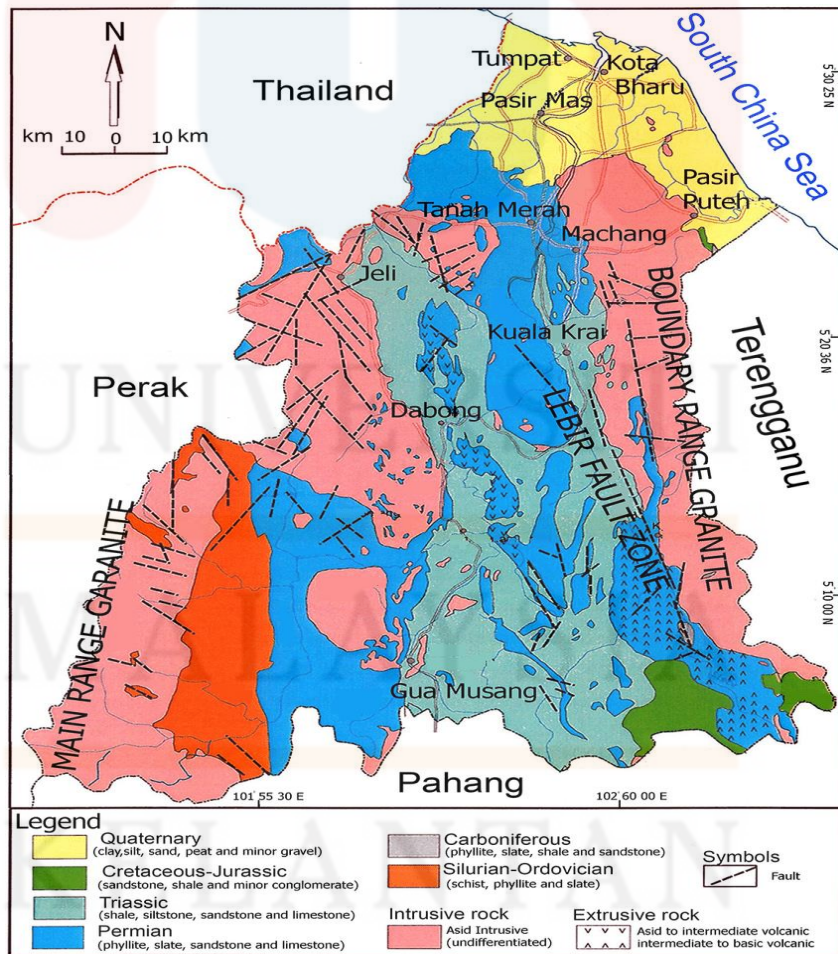 N
km 10 0 10 km
Thailand
South China Sea
5° 30 25 N
Tumpat
Kota
Bharu
Pasir Mas
Pasir
Puteh
Tanah Merah
Machang
Jeli
Kuala Krai
5° 20 36 N
Perak
Terengganu
Dabong
LEBIR FAULT ZONE
BOUNDARY RANGE GRANITE
MAIN RANGE GARANITE
5° 10 00 N
Gua Musang
Pahang
101° 55 30 E
102° 60 00 E
UNIVERSITI
MALAYSIA
KELANTAN
Legend
Quaternary
(clay,silt, sand, peat and minor gravel)
Cretaceous-Jurassic
(sandstone, shale and minor conglomerate)
Triassic
(shale, siltstone, sandstone and limestone)
Permian
(phyllite, slate, sandstone and limestone)
Carboniferous
(phyllite, slate, shale and sandstone)
Silurian-Ordovician
(schist, phyllite and slate)
Intrusive rock
Asid Intrusive
(undifferentiated)
Symbols
Fault
Extrusive rock
Asid to intermediate volcanic
intermediate to basic volcanic